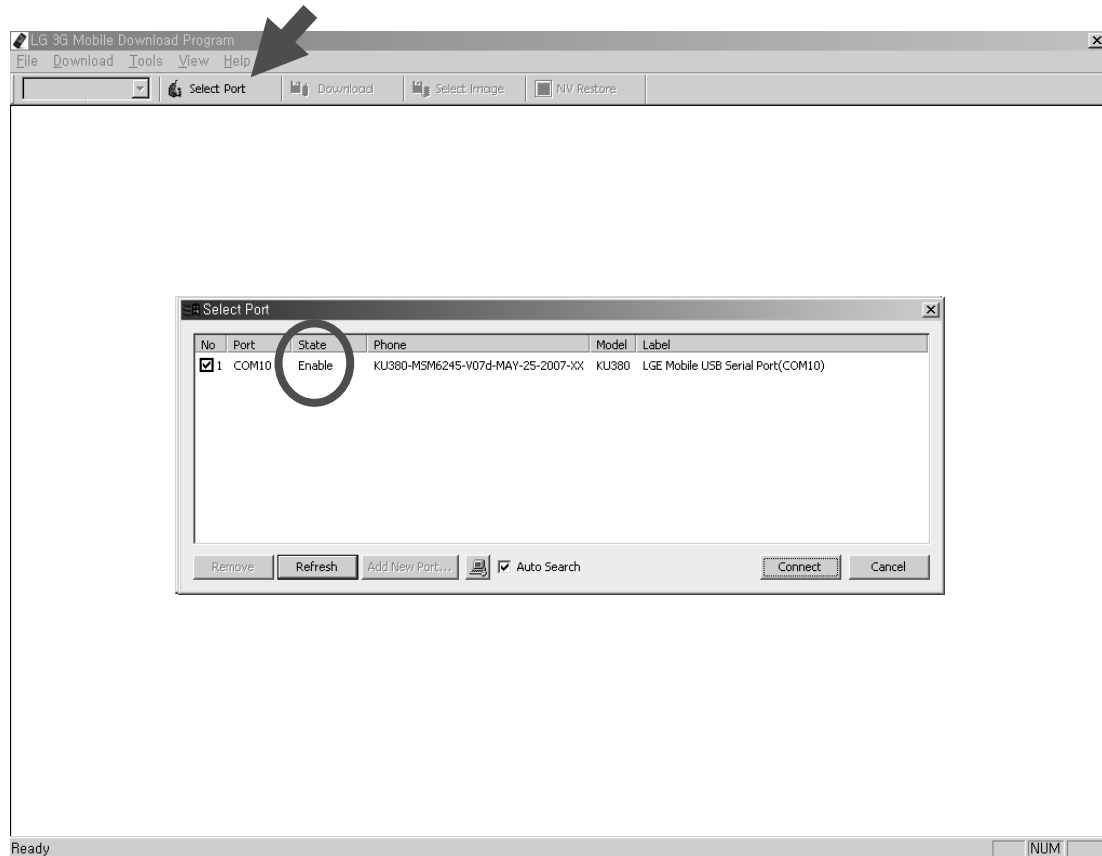 LG 3G Mobile Download Program
File Download Tools View Help
Select Port Download Select Image NV Restore
Select Port
No Port State Phone Model Label
1 COM10 Enable KU380-MSM6245-V07d-MAY-25-2007-XX KU380 LGE Mobile USB Serial Port(COM10)
Remove Refresh Add New Port... Auto Search Connect Cancel
Ready NUM